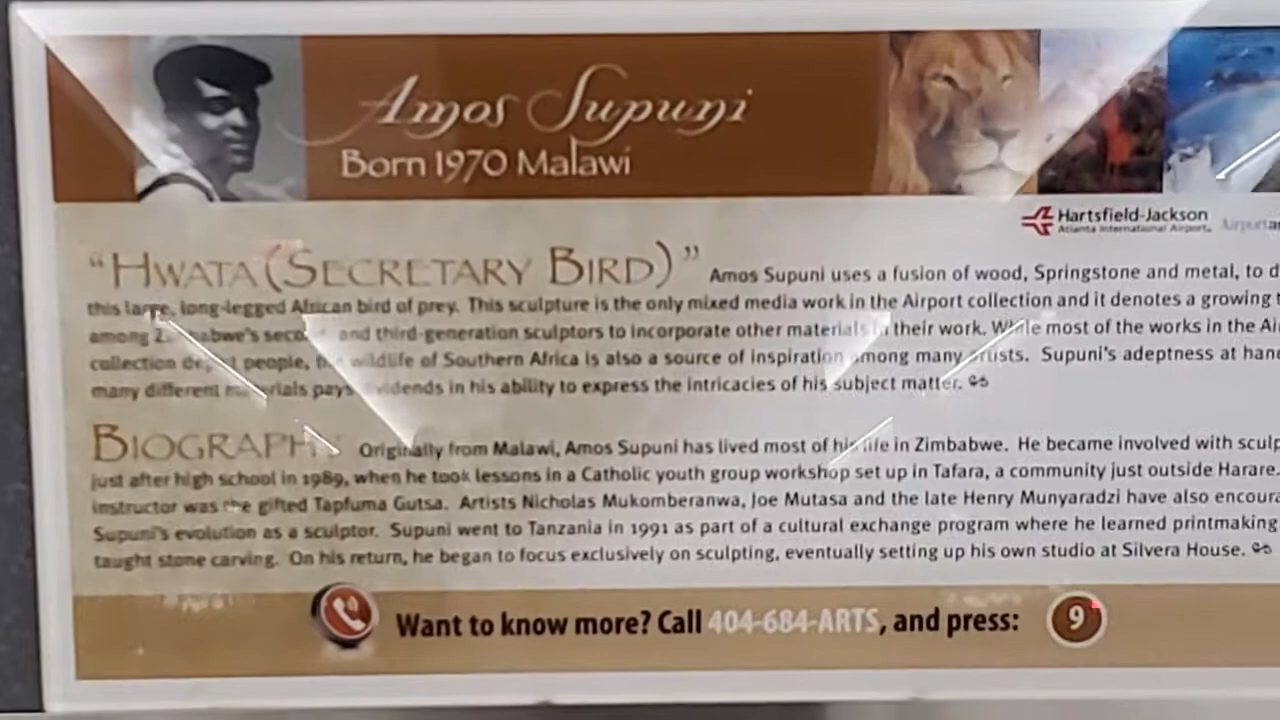 Amos Supuni
Born 1970 Malawi
Hartsfield-Jackson
Atlanta International Airport
"HWATA (SECRETARY BIRD)" Amos Supuni uses a fusion of wood, Springstone and metal, to
this large, long-legged African bird of prey. This sculpture is the only mixed media work in the Airport collection and it denotes a growing
among second and third-generation sculptors to incorporate other materials in their work. While most of the works in the
collection depict people, the wildlife of Southern Africa is also a source of inspiration among many artists. Supuni's adeptness at
many different materials pays dividends in his ability to express the intricacies of his subject matter.
BIOGRAPHY Originally from Malawi, Amos Supuni has lived most of his life in Zimbabwe. He became involved with
just after high school in 1989, when he took lessons in a Catholic youth group workshop set up in Tafara, a community just outside Harare.
instructor was the gifted Tapfuma Gutsa. Artists Nicholas Mukomberanwa, Joe Mutasa and the late Henry Munyaradzi have also
Supuni's evolution as a sculptor. Supuni went to Tanzania in 1991 as part of a cultural exchange program where he learned printmaking
taught stone carving. On his return, he began to focus exclusively on sculpting, eventually setting up his own studio at Silvera House.
Want to know more? Call 404-684-ARTS, and press: 9